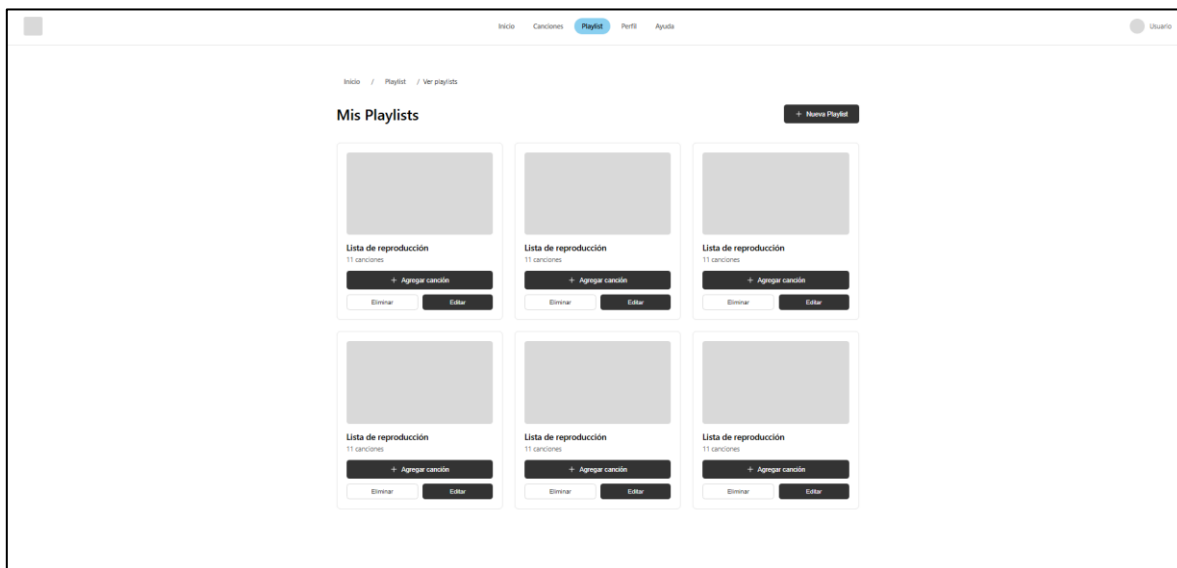 Inicio Canciones Playlist Perfil Ayuda Usuario
Inicio / Playlist / Ver playlists
Mis Playlists + Nueva Playlist
Lista de reproducción Lista de reproducción Lista de reproducción
11 canciones 11 canciones 11 canciones
+ Agregar canción + Agregar canción + Agregar canción
Eliminar Editar Eliminar Editar Eliminar Editar
Lista de reproducción Lista de reproducción Lista de reproducción
11 canciones 11 canciones 11 canciones
+ Agregar canción + Agregar canción + Agregar canción
Eliminar Editar Eliminar Editar Eliminar Editar